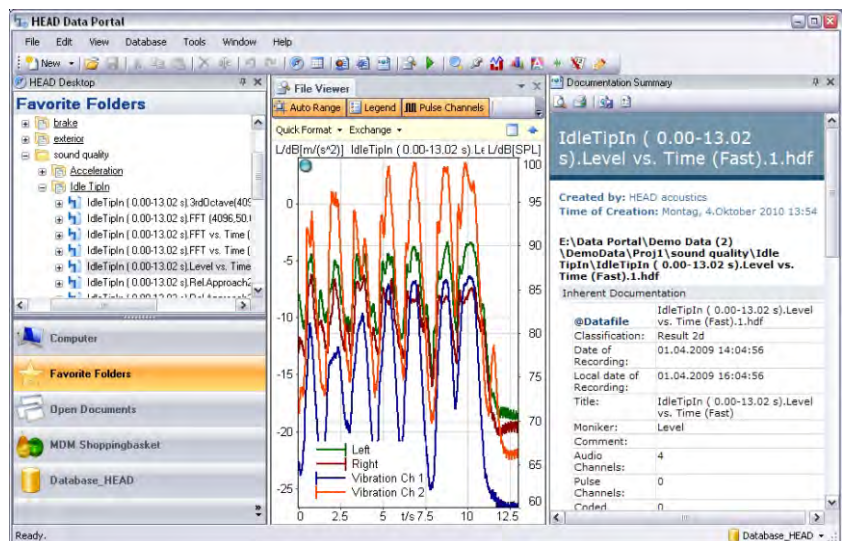 HEAD Data Portal
File Edit View Database Tools Window Help
New
HEAD Desktop
Favorite Folders
brake
exterior
sound quality
Acceleration
Idle TipIn
IdleTipIn ( 0.00-13.02 s).3rdOctave(409
IdleTipIn ( 0.00-13.02 s).FFT (4096,50.
IdleTipIn ( 0.00-13.02 s).FFT vs. Time (
IdleTipIn ( 0.00-13.02 s).FFT vs. Time (
IdleTipIn ( 0.00-13.02 s).Level vs. Time
IdleTipIn ( 0.00-13.02 s).Rel.Approach2
Computer
Favorite Folders
Open Documents
MDM Shoppingbasket
Database_HEAD
File Viewer
Auto Range Legend Pulse Channels
Quick Format Exchange
L/dB[m/(s^2)] IdleTipIn ( 0.00-13.02 s).Le L/dB[SPL]
100
0
95
-5
90
-10
85
80
-15
75
-20
70
65
-25
60
Left
Right
Vibration Ch 1
Vibration Ch 2
0 2.5 5 t/s 7.5 10 12.5
Documentation Summary
IdleTipIn ( 0.00-13.02
s).Level vs. Time (Fast).1.hdf
Created by: HEAD acoustics
Time of Creation: Montag, 4.Oktober 2010 13:54
E:\Data Portal\Demo Data (2)
\DemoData\Proj1\sound quality\Idle
TipIn\IdleTipIn ( 0.00-13.02 s).Level vs.
Time (Fast).1.hdf
Inherent Documentation
@Datafile IdleTipIn ( 0.00-13.02 s).Level
vs. Time (Fast).1.hdf
Classification: Result 2d
Date of
Recording: 01.04.2009 14:04:56
Local date of
Recording: 01.04.2009 16:04:56
Title: IdleTipIn ( 0.00-13.02 s).Level
vs. Time (Fast)
Moniker: Level
Comment:
Audio
Channels: 4
Pulse
Channels: 0
Coded 0
Ready.
Database_HEAD